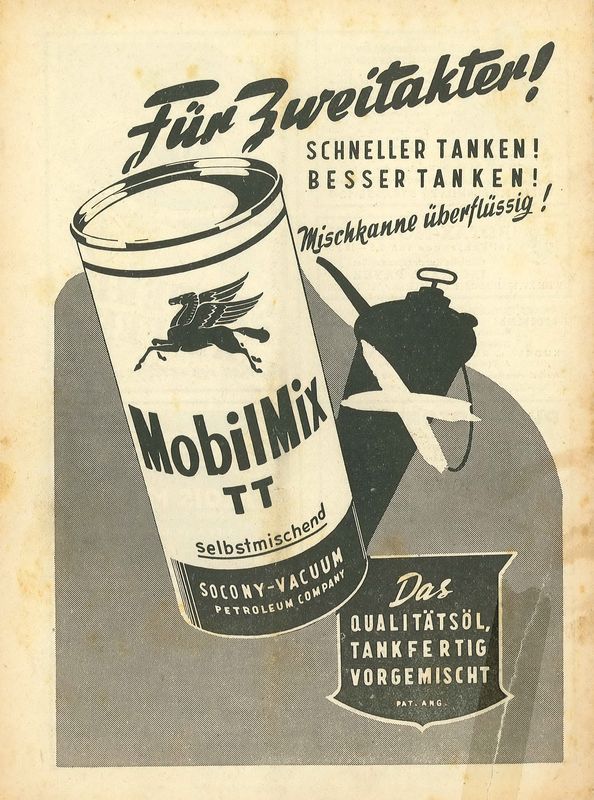 Für Zweitakter!
SCHNELLER TANKEN!
BESSER TANKEN!
Mischkanne überflüssig!
MobilMix
TT
selbstmischend
SOCONY-VACUUM
PETROLEUM COMPANY
Das
QUALITÄTSÖL,
TANKFERTIG
VORGEMISCHT
PAT. ANG.